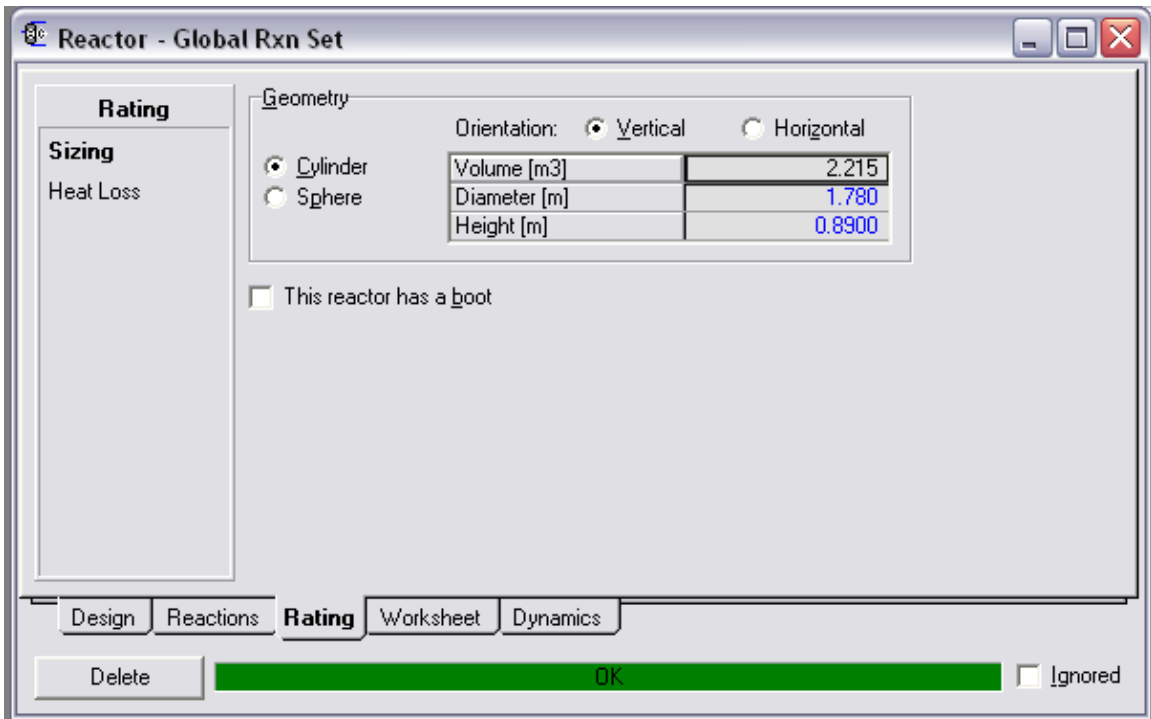 Reactor - Global Rxn Set
Rating
Sizing
Heat Loss
Geometry
Orientation: Vertical Horizontal
Cylinder
Sphere
Volume [m3] 2.215
Diameter [m] 1.780
Height [m] 0.8900
This reactor has a boot
Design Reactions Rating Worksheet Dynamics
Delete OK Ignored